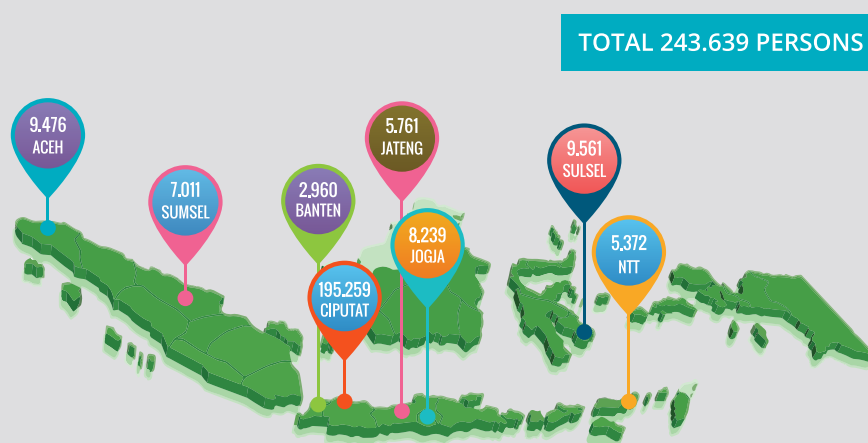 TOTAL 243.639 PERSONS
9.476
ACEH
7.011
SUMSEL
2.960
BANTEN
5.761
JATENG
195.259
CIPUTAT
8.239
JOGJA
9.561
SULSEL
5.372
NTT